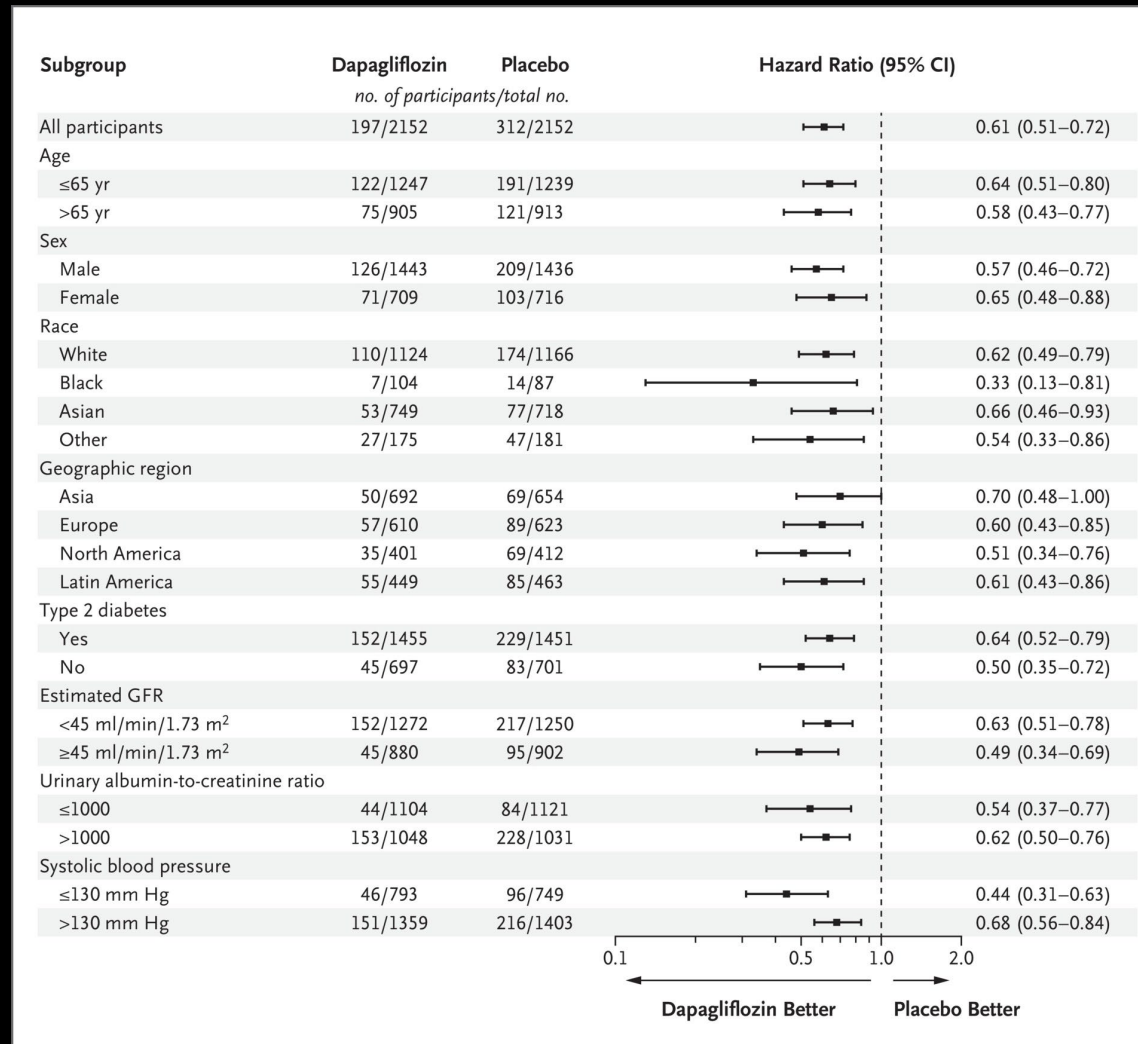 Subgroup Dapagliflozin Placebo Hazard Ratio (95% CI)
no. of participants/total no.
All participants 197/2152 312/2152 0.61 (0.51–0.72)
Age
≤65 yr 122/1247 191/1239 0.64 (0.51–0.80)
>65 yr 75/905 121/913 0.58 (0.43–0.77)
Sex
Male 126/1443 209/1436 0.57 (0.46–0.72)
Female 71/709 103/716 0.65 (0.48–0.88)
Race
White 110/1124 174/1166 0.62 (0.49–0.79)
Black 7/104 14/87 0.33 (0.13–0.81)
Asian 53/749 77/718 0.66 (0.46–0.93)
Other 27/175 47/181 0.54 (0.33–0.86)
Geographic region
Asia 50/692 69/654 0.70 (0.48–1.00)
Europe 57/610 89/623 0.60 (0.43–0.85)
North America 35/401 69/412 0.51 (0.34–0.76)
Latin America 55/449 85/463 0.61 (0.43–0.86)
Type 2 diabetes
Yes 152/1455 229/1451 0.64 (0.52–0.79)
No 45/697 83/701 0.50 (0.35–0.72)
Estimated GFR
<45 ml/min/1.73 m² 152/1272 217/1250 0.63 (0.51–0.78)
≥45 ml/min/1.73 m² 45/880 95/902 0.49 (0.34–0.69)
Urinary albumin-to-creatinine ratio
≤1000 44/1104 84/1121 0.54 (0.37–0.77)
>1000 153/1048 228/1031 0.62 (0.50–0.76)
Systolic blood pressure
≤130 mm Hg 46/793 96/749 0.44 (0.31–0.63)
>130 mm Hg 151/1359 216/1403 0.68 (0.56–0.84)
0.1 0.5 1.0 2.0
Dapagliflozin Better Placebo Better